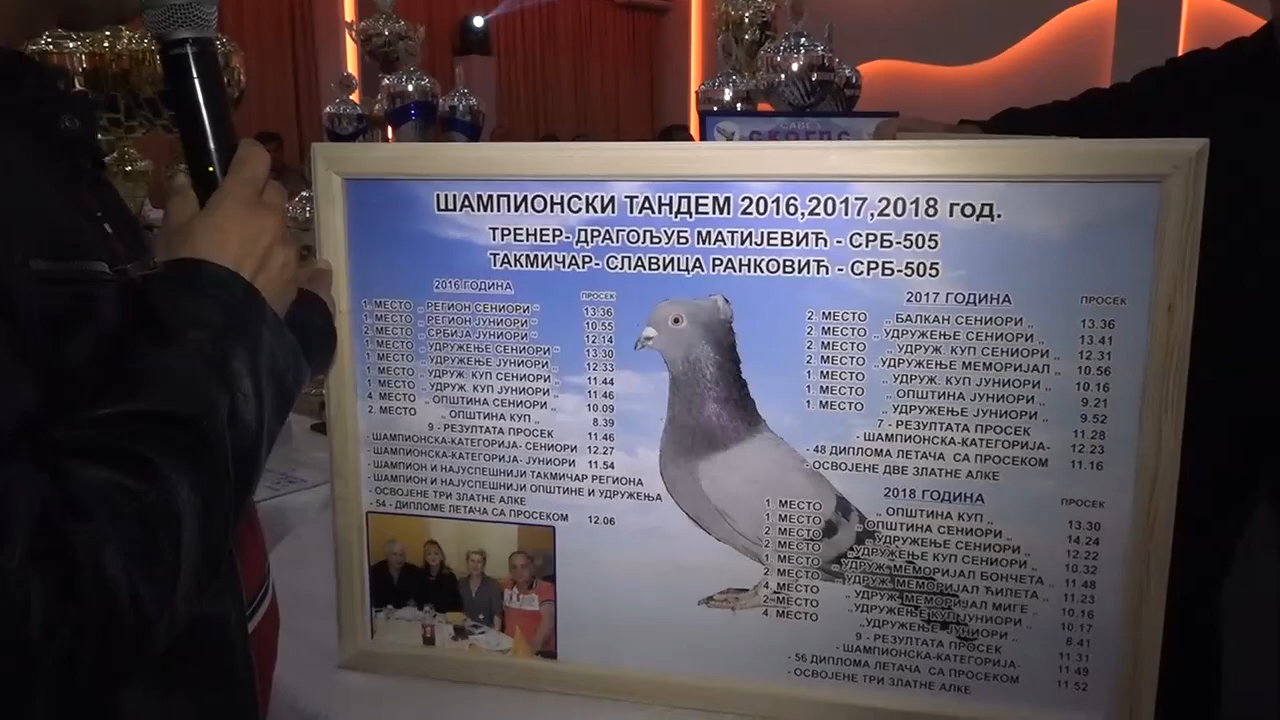 САВЕЗ
СКОГЛС
ШАМПИОНСКИ ТАНДЕМ 2016,2017,2018 год.
ТРЕНЕР- ДРАГОЉУБ МАТИЈЕВИЋ - СРБ-505
ТАКМИЧАР- СЛАВИЦА РАНКОВИЋ - СРБ-505
2016 ГОДИНА ПРОСЕК
1. МЕСТО „ РЕГИОН СЕНИОРИ “ 13.36
1. МЕСТО „ РЕГИОН ЈУНИОРИ “ 10.55
2. МЕСТО „ СРБИЈА ЈУНИОРИ “ 12.14
1. МЕСТО „ УДРУЖЕЊЕ СЕНИОРИ “ 13.30
1. МЕСТО „ УДРУЖЕЊЕ ЈУНИОРИ “ 12.33
1. МЕСТО „ УДРУЖ. КУП СЕНИОРИ “ 11.44
1. МЕСТО „ УДРУЖ. КУП ЈУНИОРИ “ 11.46
4. МЕСТО „ ОПШТИНА СЕНИОРИ „ 10.09
2. МЕСТО „ ОПШТИНА КУП „ 8.39
9 - РЕЗУЛТАТА ПРОСЕК 11.46
- ШАМПИОНСКА-КАТЕГОРИЈА- СЕНИОРИ 12.27
- ШАМПИОНСКА-КАТЕГОРИЈА- ЈУНИОРИ 11.54
- ШАМПИОН И НАЈУСПЕШНИЈИ ТАКМИЧАР РЕГИОНА
- ШАМПИОН И НАЈУСПЕШНИЈИ ОПШТИНЕ И УДРУЖЕЊА
- ОСВОЈЕНЕ ТРИ ЗЛАТНЕ АЛКЕ
- 54 - ДИПЛОМЕ ЛЕТАЧА СА ПРОСЕКОМ 12.06
2017 ГОДИНА ПРОСЕК
2. МЕСТО „ БАЛКАН СЕНИОРИ „ 13.36
2. МЕСТО „ УДРУЖЕЊЕ СЕНИОРИ „ 13.41
2. МЕСТО „ УДРУЖ. КУП СЕНИОРИ „ 12.31
2. МЕСТО „УДРУЖЕЊЕ МЕМОРИЈАЛ „ 10.56
1. МЕСТО „ УДРУЖ. КУП ЈУНИОРИ „ 10.16
1. МЕСТО „ ОПШТИНА ЈУНИОРИ „ 9.21
1. МЕСТО „ УДРУЖЕЊЕ ЈУНИОРИ „ 9.52
7 - РЕЗУЛТАТА ПРОСЕК 11.28
- ШАМПИОНСКА-КАТЕГОРИЈА- 12.23
- 48 ДИПЛОМА ЛЕТАЧА СА ПРОСЕКОМ 11.16
- ОСВОЈЕНЕ ДВЕ ЗЛАТНЕ АЛКЕ
2018 ГОДИНА ПРОСЕК
1. МЕСТО „ ОПШТИНА КУП „ 13.30
1. МЕСТО „ ОПШТИНА СЕНИОРИ „ 14.24
2. МЕСТО „ УДРУЖЕЊЕ СЕНИОРИ „ 12.22
2. МЕСТО „УДРУЖЕЊЕ КУП СЕНИОРИ „ 10.32
1. МЕСТО „УДРУЖ. МЕМОРИЈАЛ БОНЧЕТА „ 11.48
2. МЕСТО „УДРУЖ. МЕМОРИЈАЛ ЋИЛЕТА „ 11.23
4. МЕСТО „ УДРУЖ. МЕМОРИЈАЛ МИГЕ „ 10.16
2. МЕСТО „УДРУЖЕЊЕ КУП ЈУНИОРИ „ 10.17
4. МЕСТО „УДРУЖЕЊЕ ЈУНИОРИ „ 6.41
9 - РЕЗУЛТАТА ПРОСЕК 11.31
- ШАМПИОНСКА-КАТЕГОРИЈА- 11.49
- 56 ДИПЛОМА ЛЕТАЧА СА ПРОСЕКОМ 11.52
- ОСВОЈЕНЕ ТРИ ЗЛАТНЕ АЛКЕ